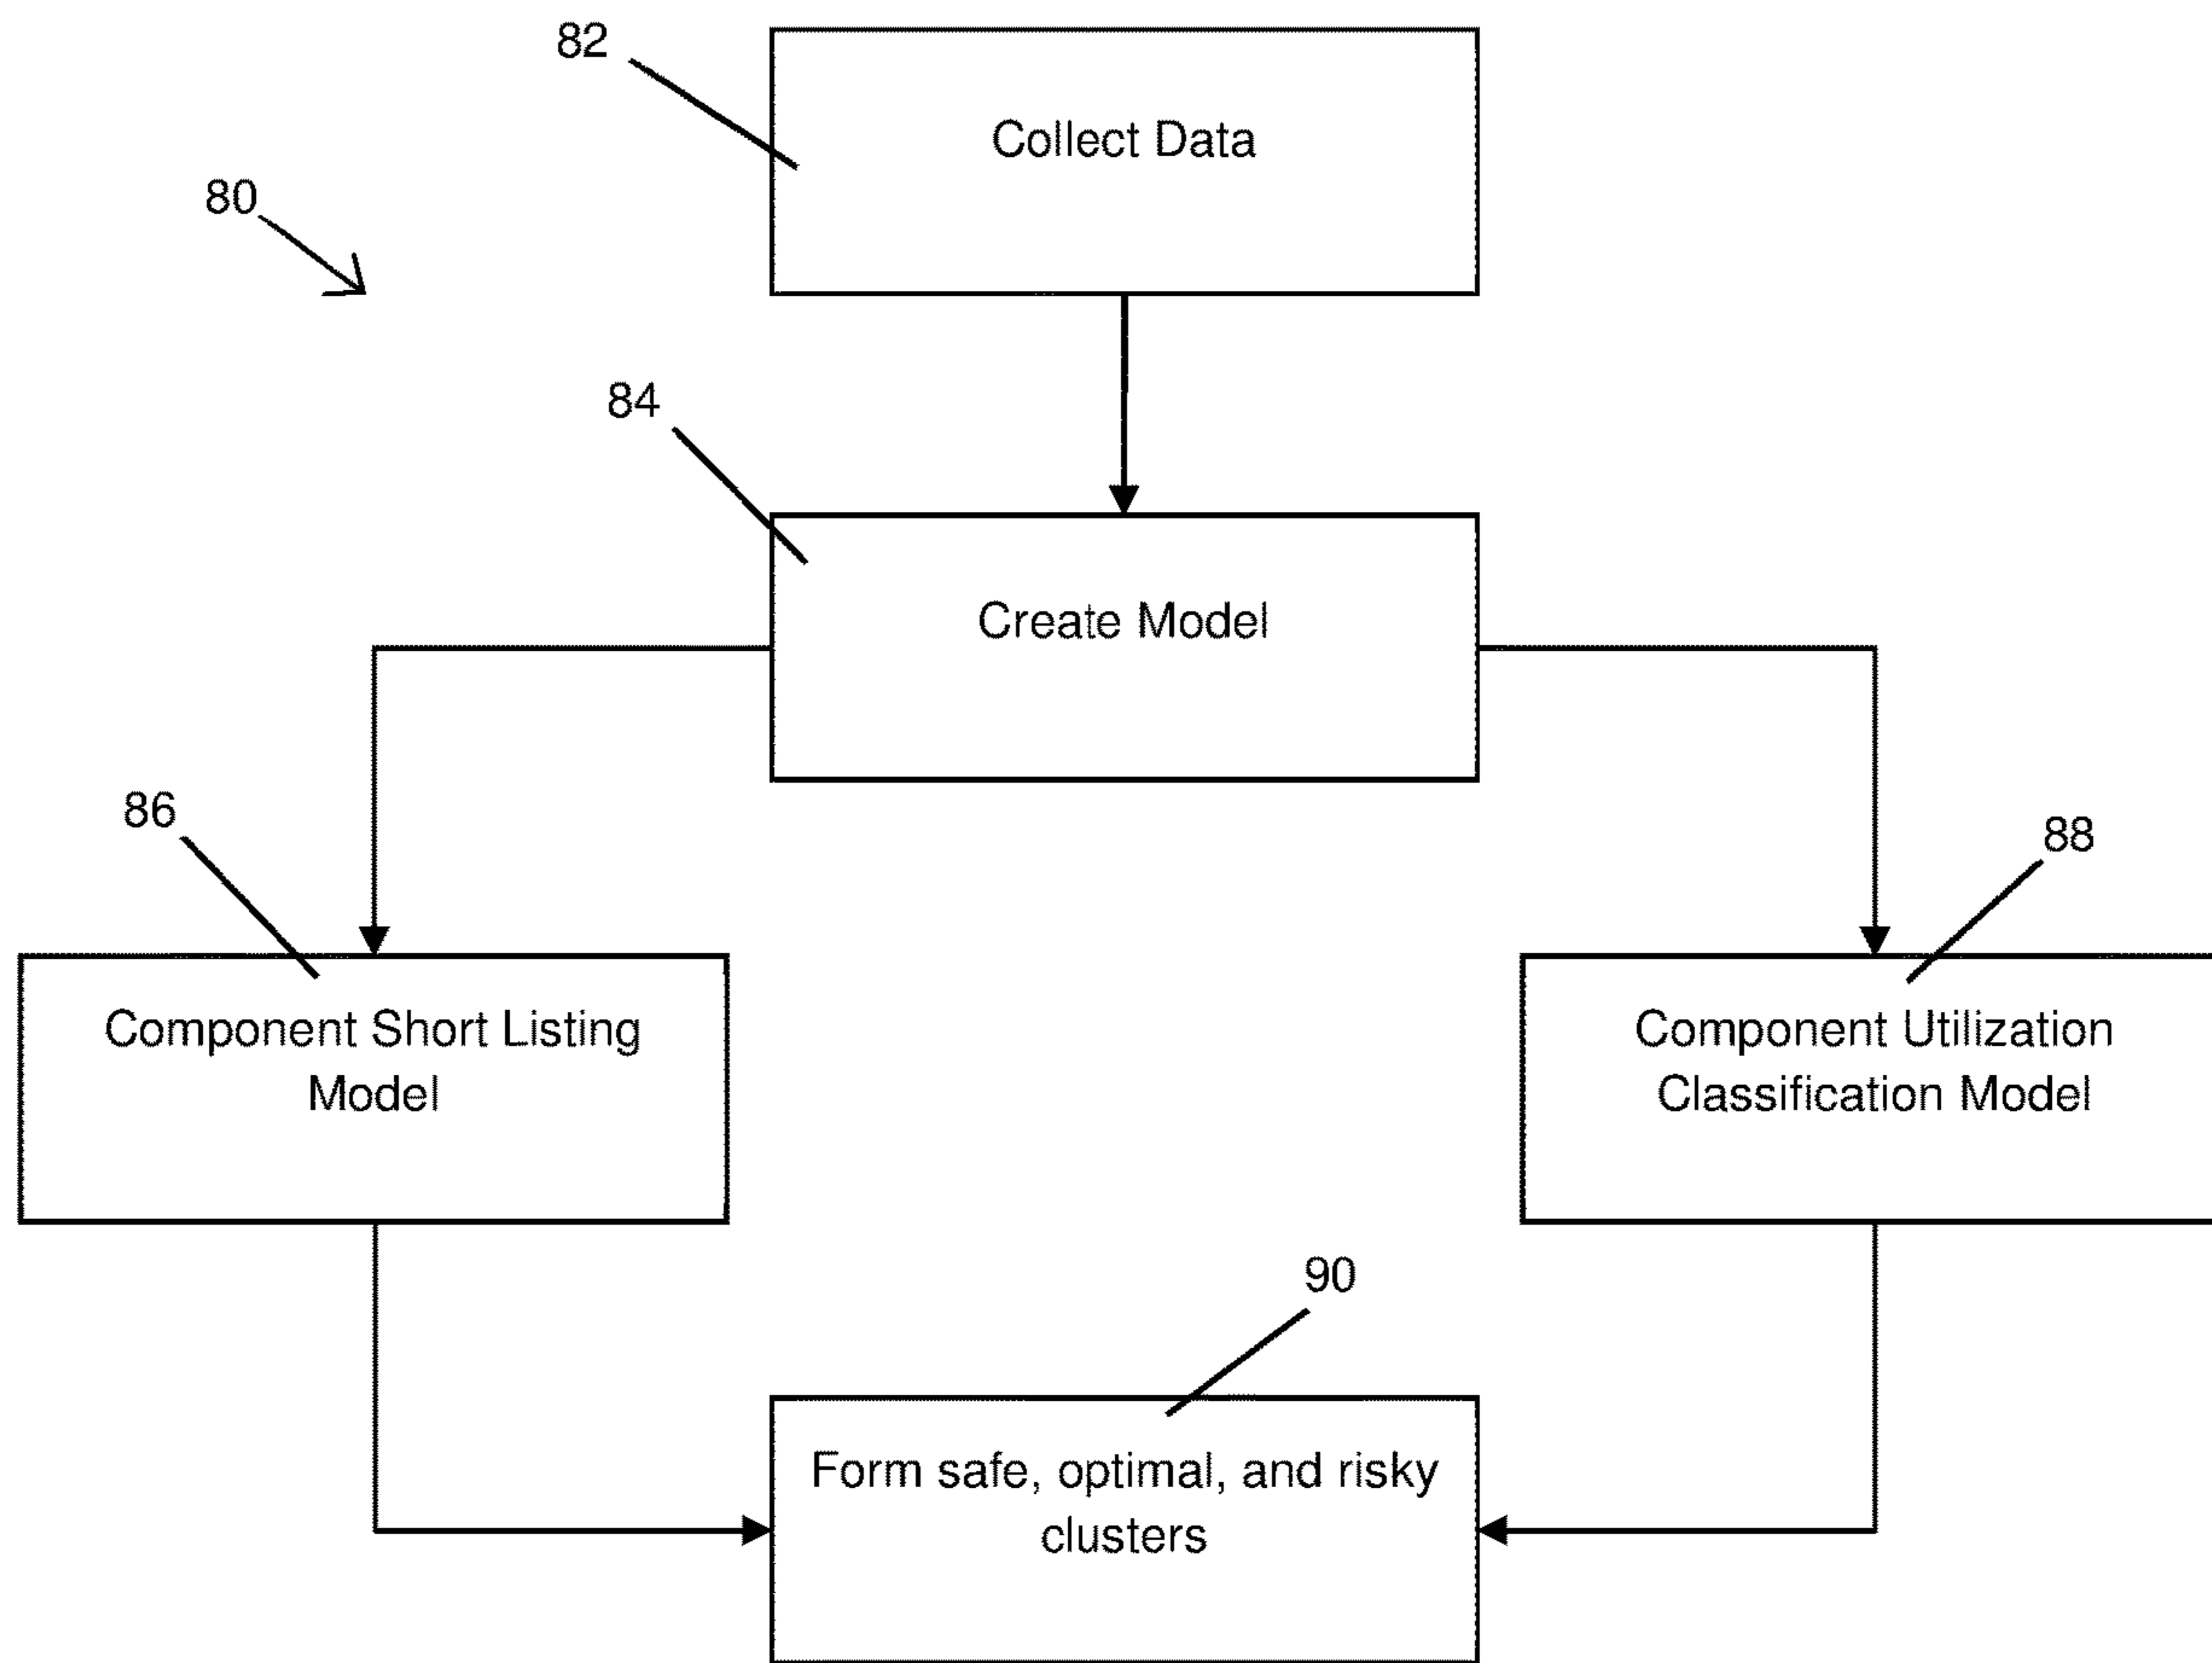 82
Collect Data
80
84
Create Model
86
88
Component Short Listing
Model
Component Utilization
Classification Model
90
Form safe, optimal, and risky
clusters